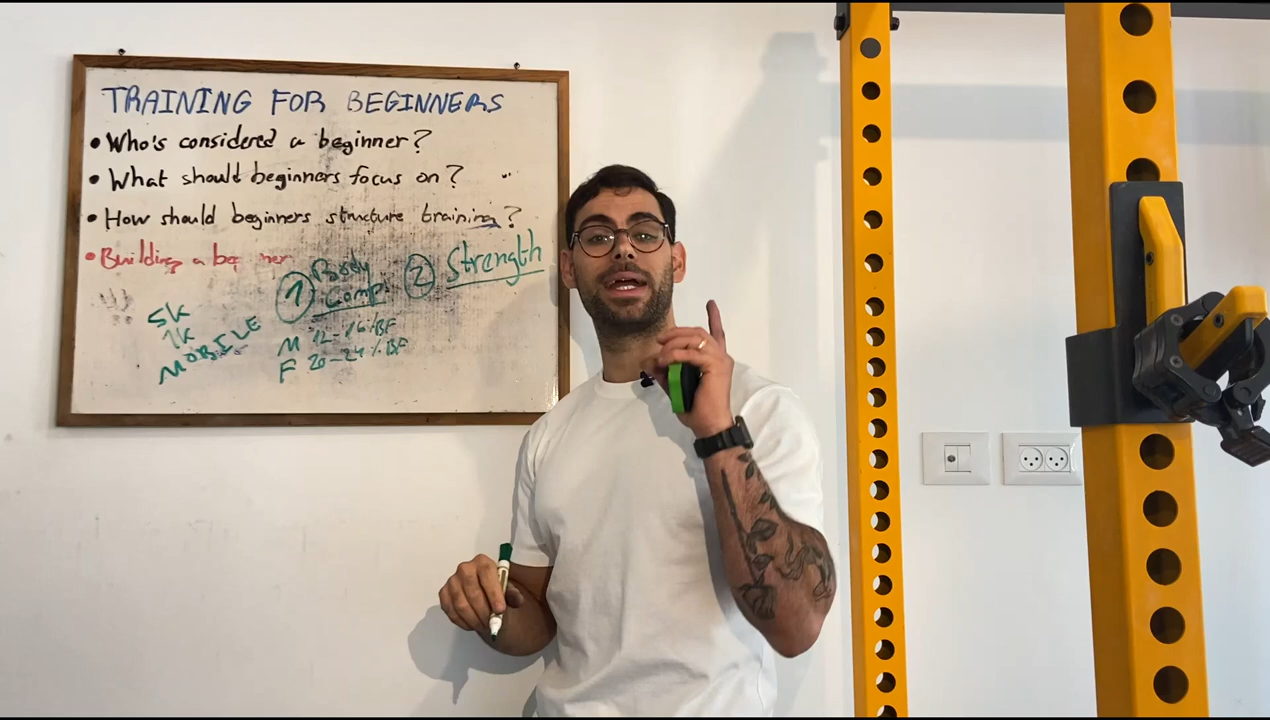 TRAINING FOR BEGINNERS
• Who's considered a beginner?
• What should beginners focus on?
• How should beginners structure training?
• Building a
① Body Comp.
M 12-16%BF
F 20-24%BF
② Strength
5k
1k
MOBILE